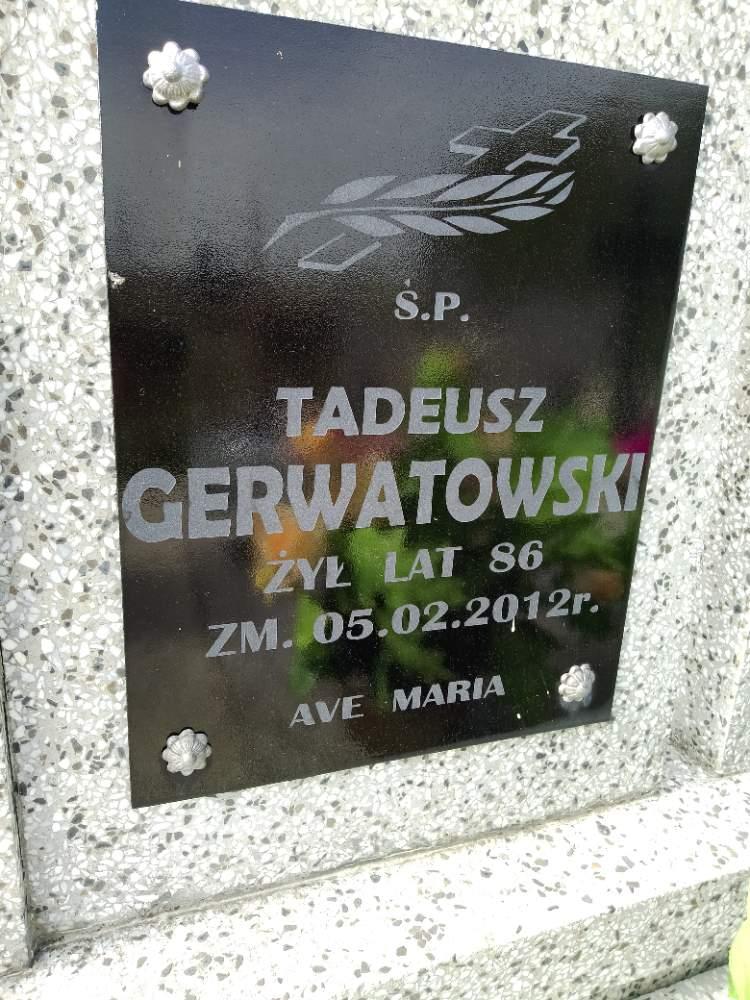 Ś.P.
TADEUSZ
GERWATOWSKI
ŻYŁ LAT 86
ZM. 05.02.2012r.
AVE MARIA